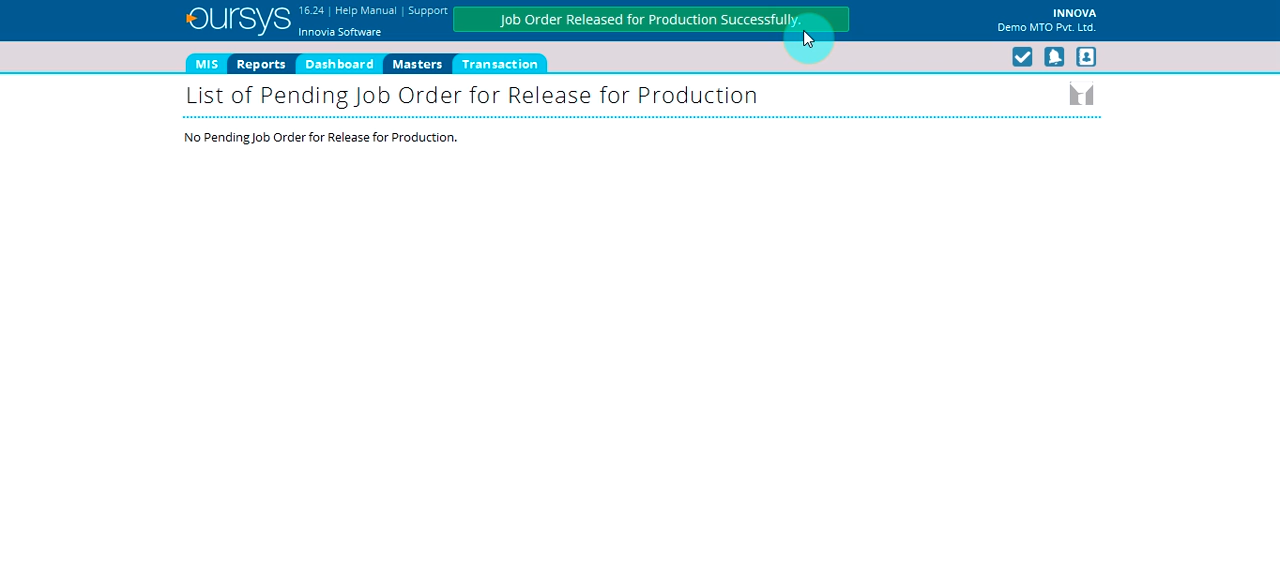 oursys
16.24 | Help Manual | Support
Innovia Software
Job Order Released for Production Successfully.
INNOVA
Demo MTO Pvt. Ltd.
MIS Reports Dashboard Masters Transaction
List of Pending Job Order for Release for Production
No Pending Job Order for Release for Production.